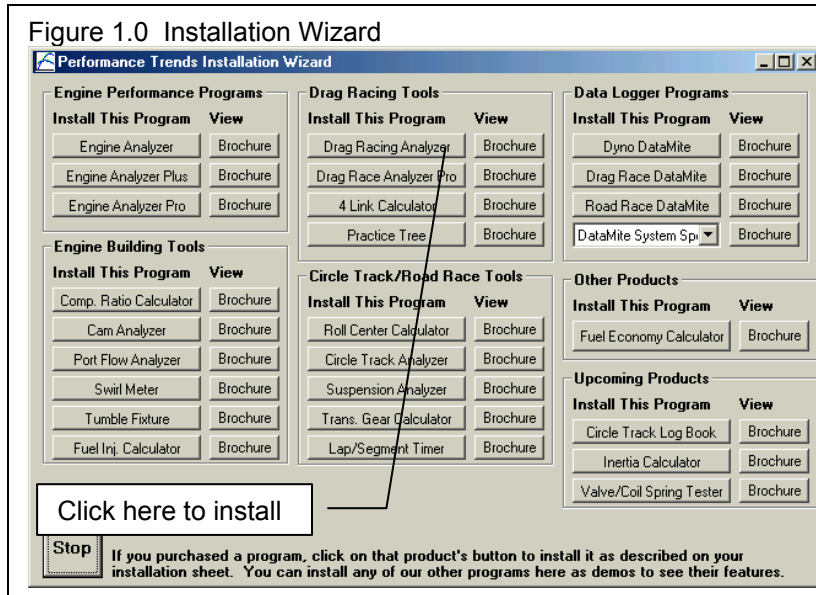 Figure 1.0  Installation Wizard
Performance Trends Installation Wizard
Engine Performance Programs
Install This Program View
Engine Analyzer Brochure
Engine Analyzer Plus Brochure
Engine Analyzer Pro Brochure
Engine Building Tools
Install This Program View
Comp. Ratio Calculator Brochure
Cam Analyzer Brochure
Port Flow Analyzer Brochure
Swirl Meter Brochure
Tumble Fixture Brochure
Fuel Inj. Calculator Brochure
Drag Racing Tools
Install This Program View
Drag Racing Analyzer Brochure
Drag Race Analyzer Pro Brochure
4 Link Calculator Brochure
Practice Tree Brochure
Circle Track/Road Race Tools
Install This Program View
Roll Center Calculator Brochure
Circle Track Analyzer Brochure
Suspension Analyzer Brochure
Trans. Gear Calculator Brochure
Lap/Segment Timer Brochure
Data Logger Programs
Install This Program View
Dyno DataMite Brochure
Drag Race DataMite Brochure
Road Race DataMite Brochure
DataMite System Spe Brochure
Other Products
Install This Program View
Fuel Economy Calculator Brochure
Upcoming Products
Install This Program View
Circle Track Log Book Brochure
Inertia Calculator Brochure
Valve/Coil Spring Tester Brochure
Click here to install
Stop
If you purchased a program, click on that product's button to install it as described on your
installation sheet.  You can install any of our other programs here as demos to see their features.